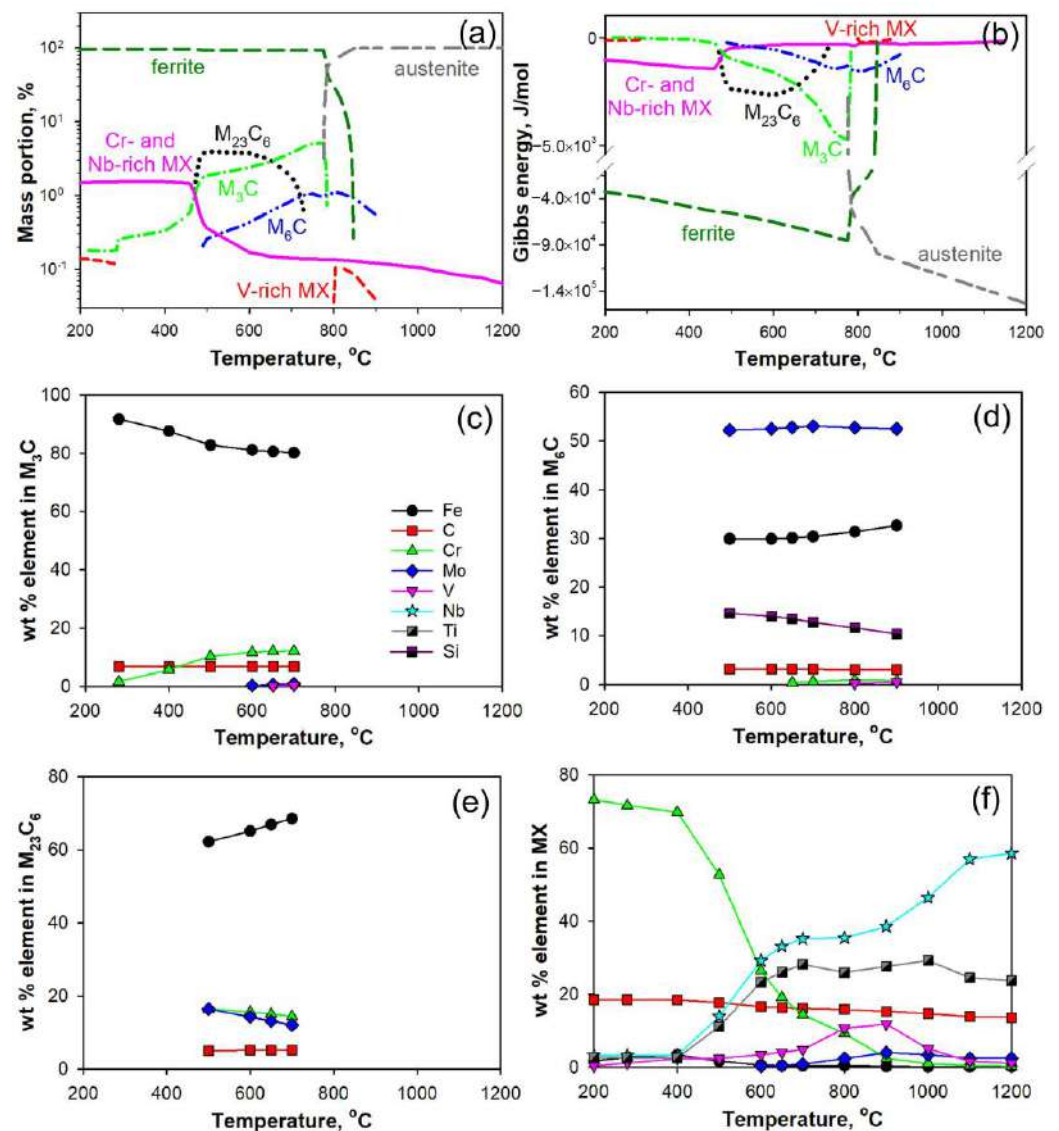 (a)
10²
10¹
10⁰
10⁻¹
Mass portion, %
ferrite
austenite
Cr- and
Nb-rich MX
M₂₃C₆
M₃C
M₆C
V-rich MX
200 400 600 800 1000 1200
Temperature, °C
(b)
0
−5.0×10³
−4.0×10⁴
−9.0×10⁴
−1.4×10⁵
Gibbs energy, J/mol
V-rich MX
Cr- and
Nb-rich MX
M₂₃C₆
M₆C
M₃C
ferrite
austenite
200 400 600 800 1000 1200
Temperature, °C
(c)
100
80
60
40
20
0
wt % element in M₃C
Fe
C
Cr
Mo
V
Nb
Ti
Si
200 400 600 800 1000 1200
Temperature, °C
(d)
60
50
40
30
20
10
0
wt % element in M₆C
200 400 600 800 1000 1200
Temperature, °C
(e)
80
60
40
20
0
wt % element in M₂₃C₆
200 400 600 800 1000 1200
Temperature, °C
(f)
80
60
40
20
0
wt % element in MX
200 400 600 800 1000 1200
Temperature, °C